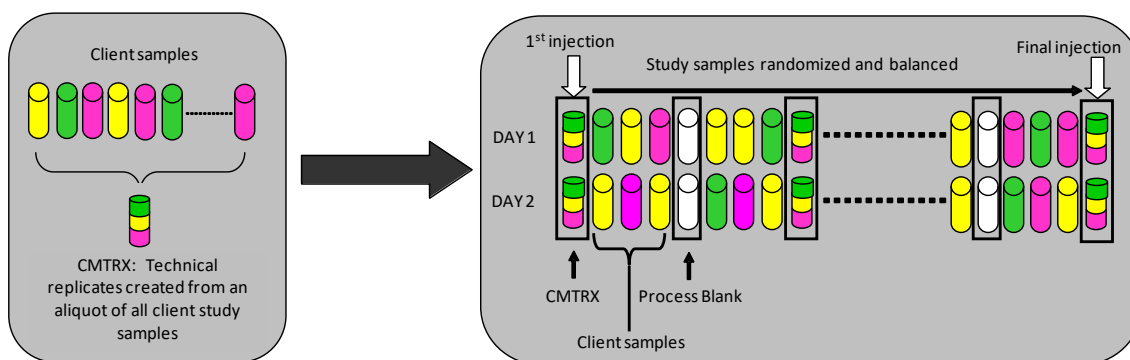 Client samples
CMTRX: Technical
replicates created from an
aliquot of all client study
samples
1st injection
Final injection
Study samples randomized and balanced
DAY 1
DAY 2
CMTRX
Process Blank
Client samples